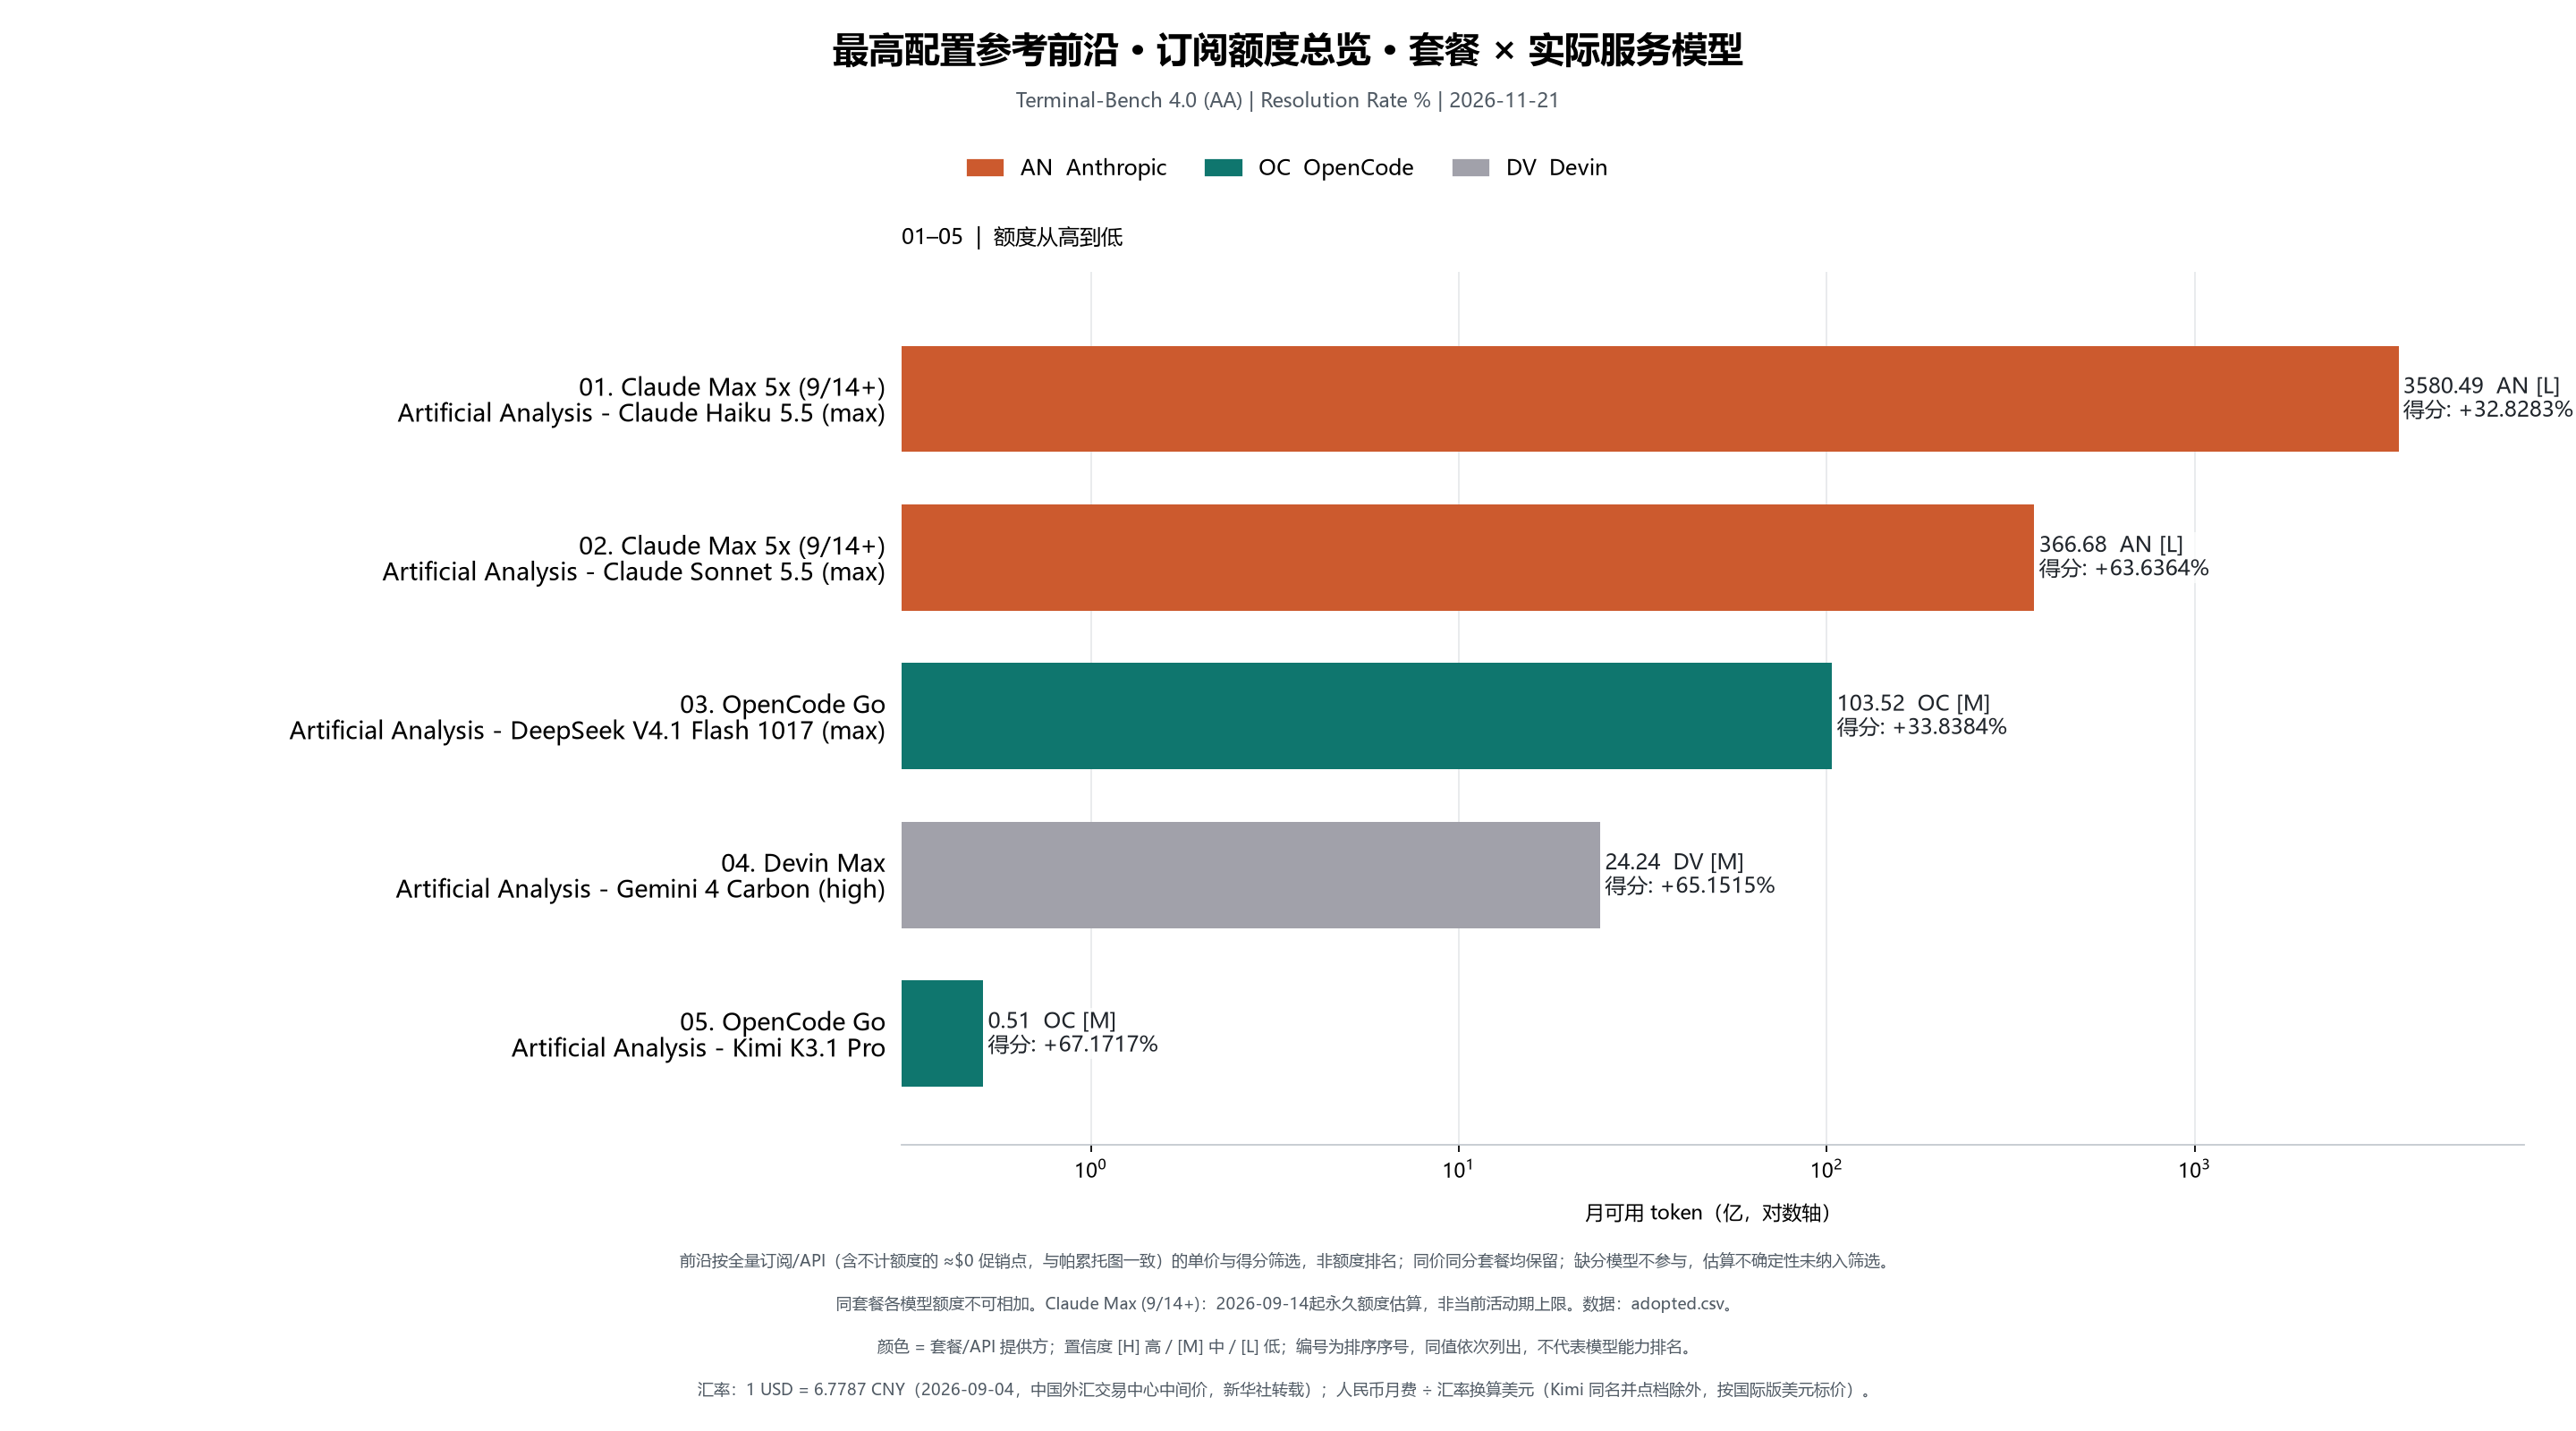 最高配置参考前沿 • 订阅额度总览 • 套餐 × 实际服务模型
Terminal-Bench 4.0 (AA) | Resolution Rate % | 2026-11-21
AN Anthropic
OC OpenCode
DV Devin
01–05 | 额度从高到低
01. Claude Max 5x (9/14+)
Artificial Analysis - Claude Haiku 5.5 (max)
3580.49 AN [L]
得分: +32.8283%
02. Claude Max 5x (9/14+)
Artificial Analysis - Claude Sonnet 5.5 (max)
366.68 AN [L]
得分: +63.6364%
03. OpenCode Go
Artificial Analysis - DeepSeek V4.1 Flash 1017 (max)
103.52 OC [M]
得分: +33.8384%
04. Devin Max
Artificial Analysis - Gemini 4 Carbon (high)
24.24 DV [M]
得分: +65.1515%
05. OpenCode Go
Artificial Analysis - Kimi K3.1 Pro
0.51 OC [M]
得分: +67.1717%
10⁰ 10¹ 10² 10³
月可用 token（亿，对数轴）
前沿按全量订阅/API（含不计额度的 ≈$0 促销点，与帕累托图一致）的单价与得分筛选，非额度排名；同价同分套餐均保留；缺分模型不参与，估算不确定性未纳入筛选。
同套餐各模型额度不可相加。Claude Max (9/14+)：2026-09-14起永久额度估算，非当前活动期上限。数据：adopted.csv。
颜色 = 套餐/API 提供方；置信度 [H] 高 / [M] 中 / [L] 低；编号为排序序号，同值依次列出，不代表模型能力排名。
汇率：1 USD = 6.7787 CNY（2026-09-04，中国外汇交易中心中间价，新华社转载）；人民币月费 ÷ 汇率换算美元（Kimi 同名并点档除外，按国际版美元标价）。